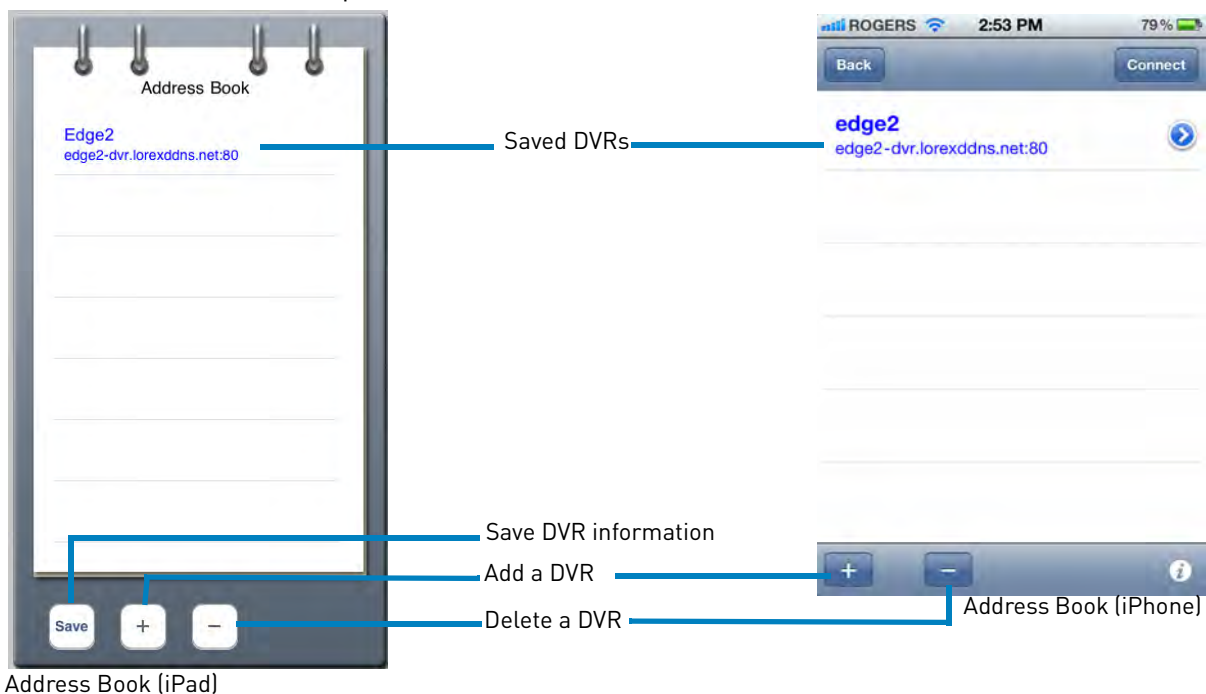 Address Book
Edge2
edge2-dvr.lorexddns.net:80
Save + −
Address Book (iPad)
Saved DVRs
Save DVR information
Add a DVR
Delete a DVR
ROGERS 2:53 PM 79%
Back Connect
edge2
edge2-dvr.lorexddns.net:80
+ − i
Address Book (iPhone)